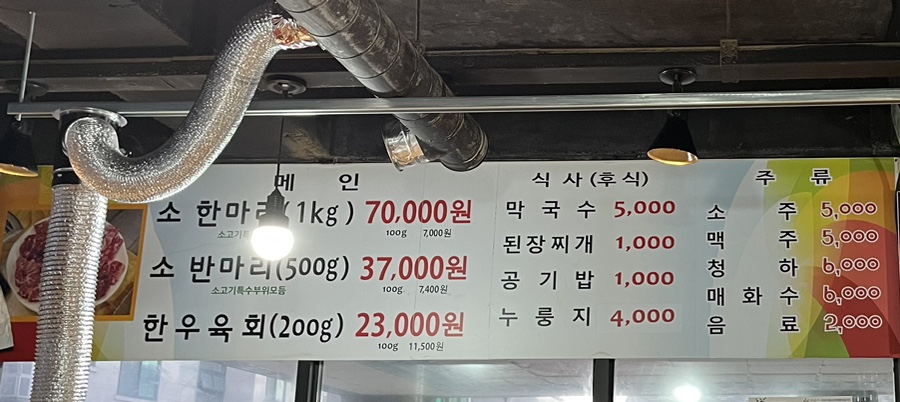 메 인
소 한마리(1kg) 70,000원
100g 7,000원
소 반마리(500g) 37,000원
소고기특수부위모듬 100g 7,400원
한우육회(200g) 23,000원
100g 11,500원
식 사(후 식)
막 국 수 5,000
된장찌개 1,000
공 기 밥 1,000
누 룽 지 4,000
주 류
소 주 5,000
맥 주 5,000
청 하 6,000
매 화 수 6,000
음 료 2,000